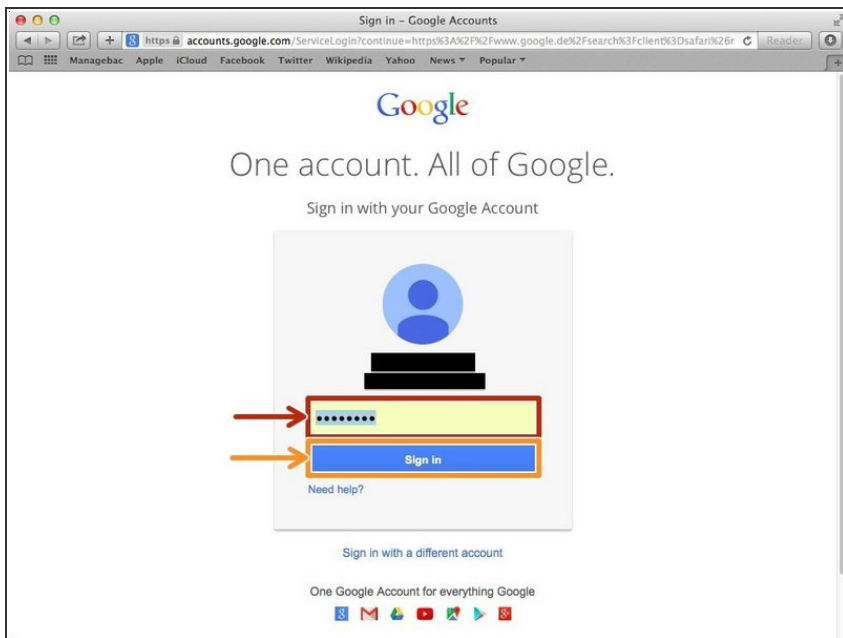 Sign in – Google Accounts
https accounts.google.com/ServiceLogin?continue=https%3A%2F%2Fwww.google.de%2Fsearch%3Fclient%3Dsafari%26r Reader
Managebac Apple iCloud Facebook Twitter Wikipedia Yahoo News Popular
Google
One account. All of Google.
Sign in with your Google Account
Sign in
Need help?
Sign in with a different account
One Google Account for everything Google